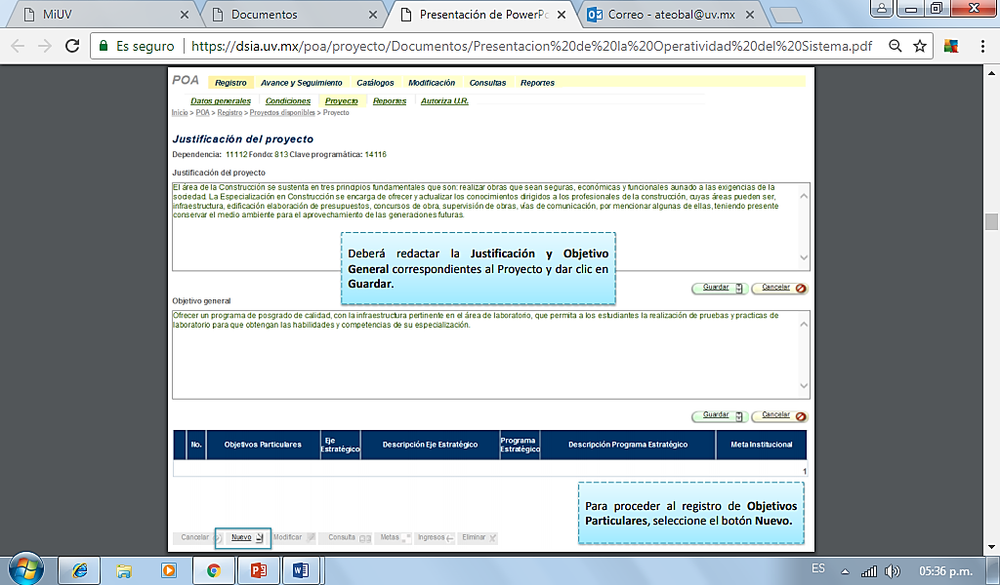 MiUV
Documentos
Presentación de PowerPo
Correo - ateobal@uv.mx
Es seguro
https://dsia.uv.mx/poa/proyecto/Documentos/Presentacion%20de%20la%20Operatividad%20del%20Sistema.pdf
POA Registro Avance y Seguimiento Catálogos Modificación Consultas Reportes
Datos generales Condiciones Proyecto Reportes Autoriza U.R.
Inicio > POA > Registro > Proyectos disponibles > Proyecto
Justificación del proyecto
Dependencia: 11112 Fondo: 813 Clave programática: 14116
Justificación del proyecto
El área de la Construcción se sustenta en tres principios fundamentales que son: realizar obras que sean seguras, económicas y funcionales aunado a las exigencias de la
sociedad. La Especialización en Construcción se encarga de ofrecer y actualizar los conocimientos dirigidos a los profesionales de la construcción, cuyas áreas pueden ser,
infraestructura, edificación elaboración de presupuestos, concursos de obra, supervisión de obras, vías de comunicación, por mencionar algunas de ellas, teniendo presente
conservar el medio ambiente para el aprovechamiento de las generaciones futuras.
Deberá redactar la Justificación y Objetivo
General correspondientes al Proyecto y dar clic en
Guardar.
Guardar Cancelar
Objetivo general
Ofrecer un programa de posgrado de calidad, con la infraestructura pertinente en el área de laboratorio, que permita a los estudiantes la realización de pruebas y practicas de
laboratorio para que obtengan las habilidades y competencias de su especialización.
Guardar Cancelar
No. Objetivos Particulares Eje Estratégico Descripción Eje Estratégico Programa Estratégico Descripción Programa Estratégico Meta Institucional
1
Para proceder al registro de Objetivos
Particulares, seleccione el botón Nuevo.
Cancelar Nuevo Modificar Consulta Metas Ingresos Eliminar
ES 05:36 p.m.